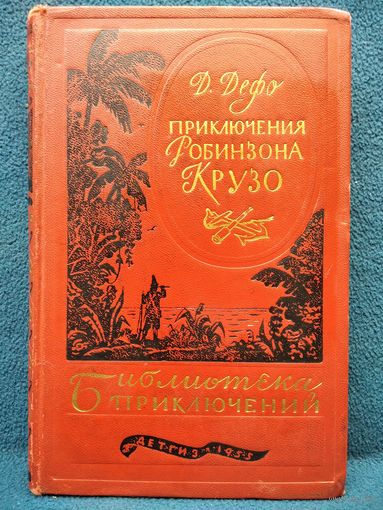 Д. Дефо
ПРИКЛЮЧЕНИЯ
РОБИНЗОНА
КРУЗО
Библиотека
ПРИКЛЮЧЕНИЙ
ДЕТГИЗ • 1955